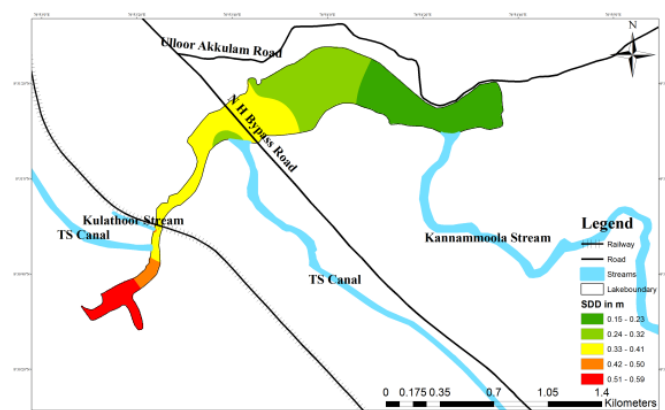 N
Ulloor Akkulam Road
N H Bypass Road
Kulathoor Stream
TS Canal
Kannammoola Stream
TS Canal
Legend
Railway
Road
Streams
Lakeboundary
SDD in m
0.15 - 0.23
0.24 - 0.32
0.33 - 0.41
0.42 - 0.50
0.51 - 0.59
0 0.175 0.35 0.7 1.05 1.4
Kilometers